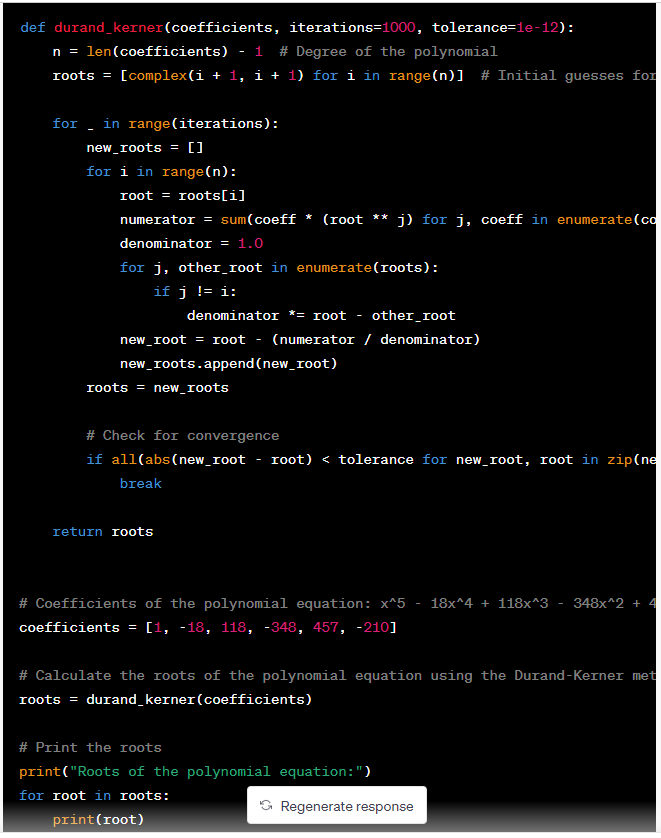 def durand_kerner(coefficients, iterations=1000, tolerance=1e-12):
    n = len(coefficients) - 1  # Degree of the polynomial
    roots = [complex(i + 1, i + 1) for i in range(n)]  # Initial guesses for
    for _ in range(iterations):
        new_roots = []
        for i in range(n):
            root = roots[i]
            numerator = sum(coeff * (root ** j) for j, coeff in enumerate(co
            denominator = 1.0
            for j, other_root in enumerate(roots):
                if j != i:
                    denominator *= root - other_root
            new_root = root - (numerator / denominator)
            new_roots.append(new_root)
        roots = new_roots
        # Check for convergence
        if all(abs(new_root - root) < tolerance for new_root, root in zip(ne
            break
    return roots
# Coefficients of the polynomial equation: x^5 - 18x^4 + 118x^3 - 348x^2 + 4
coefficients = [1, -18, 118, -348, 457, -210]
# Calculate the roots of the polynomial equation using the Durand-Kerner met
roots = durand_kerner(coefficients)
# Print the roots
print("Roots of the polynomial equation:")
for root in roots:
    print(root)
Regenerate response